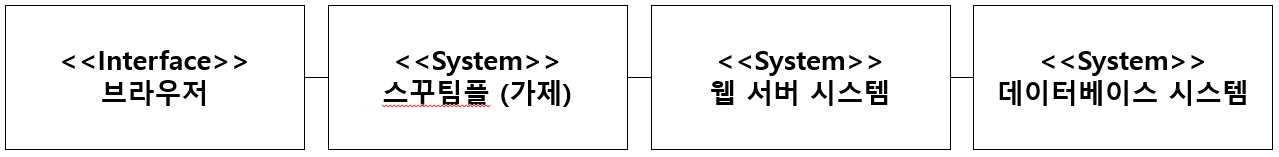 <<Interface>>
브라우저
<<System>>
스꾸팀플 (가제)
<<System>>
웹 서버 시스템
<<System>>
데이터베이스 시스템